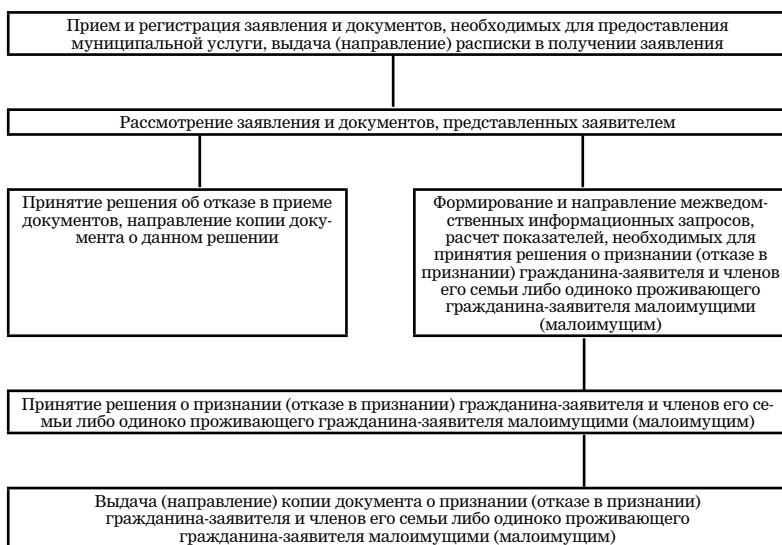 Прием и регистрация заявления и документов, необходимых для предоставления
муниципальной услуги, выдача (направление) расписки в получении заявления
Рассмотрение заявления и документов, представленных заявителем
Принятие решения об отказе в приеме
документов, направление копии доку-
мента о данном решении
Формирование и направление межведом-
ственных информационных запросов,
расчет показателей, необходимых для
принятия решения о признании (отказе в
признании) гражданина-заявителя и членов
его семьи либо одиноко проживающего
гражданина-заявителя малоимущими
(малоимущим)
Принятие решения о признании (отказе в признании) гражданина-заявителя и членов его се-
мьи либо одиноко проживающего гражданина-заявителя малоимущими (малоимущим)
Выдача (направление) копии документа о признании (отказе в признании)
гражданина-заявителя и членов его семьи либо одиноко проживающего
гражданина-заявителя малоимущими (малоимущим)